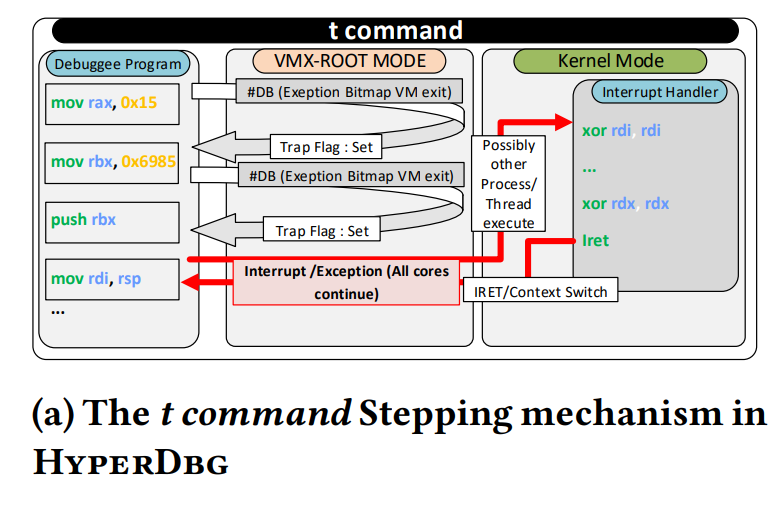 t command
Debuggee Program
mov rax, 0x15
mov rbx, 0x6985
push rbx
mov rdi, rsp
...
VMX-ROOT MODE
#DB (Exeption Bitmap VM exit)
Trap Flag : Set
#DB (Exeption Bitmap VM exit)
Trap Flag : Set
Interrupt /Exception (All cores
continue)
Kernel Mode
Possibly
other
Process/
Thread
execute
IRET/Context Switch
Interrupt Handler
xor rdi, rdi
...
xor rdx, rdx
Iret
(a) The t command Stepping mechanism in
HYPERDBG